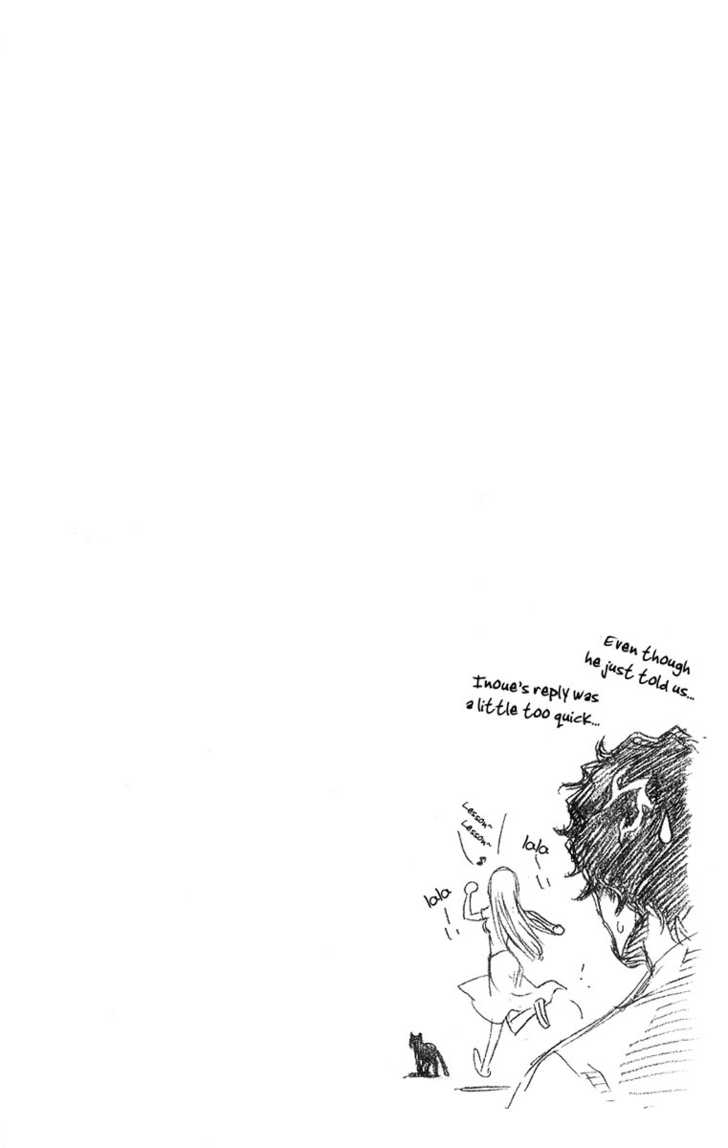 Even though
he just told us...
Inoue's reply was
a little too quick...
Lesson~
Lesson~
lala
lala